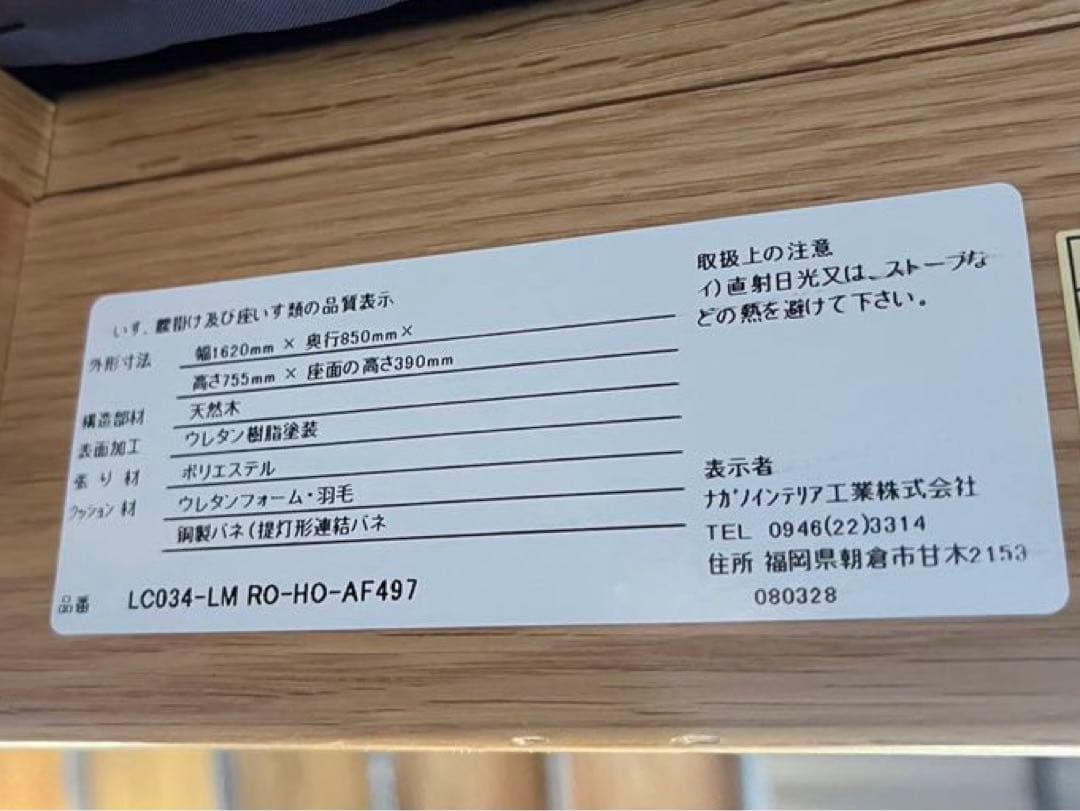 いす、腰掛け及び座いす類の品質表示
外形寸法 幅1620mm × 奥行850mm×
高さ755mm × 座面の高さ390mm
構造部材 天然木
表面加工 ウレタン樹脂塗装
張り材 ポリエステル
クッション材 ウレタンフォーム・羽毛
鋼製バネ(提灯形連結バネ
品番 LC034-LM RO-HO-AF497
取扱上の注意
イ)直射日光又は、ストーブな
どの熱を避けて下さい。
表示者
ナガノインテリア工業株式会社
TEL 0946(22)3314
住所 福岡県朝倉市甘木2153
080328